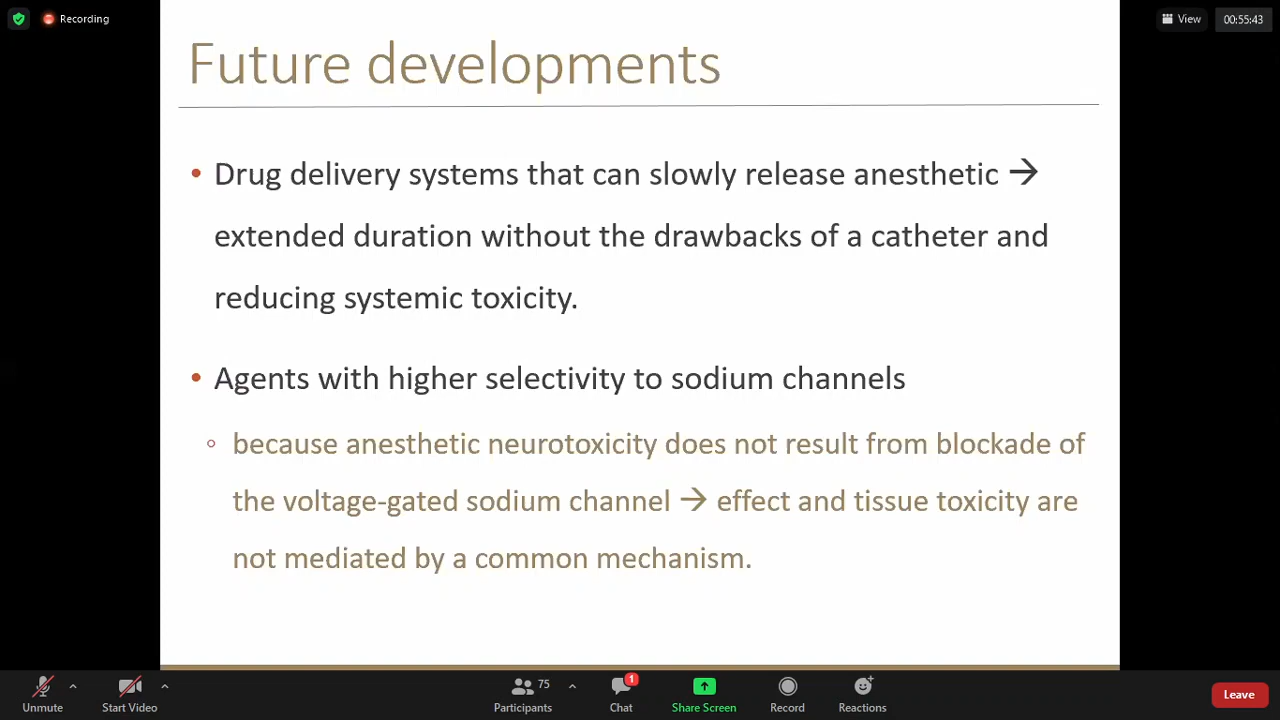 Recording
View
00:55:43
Future developments
• Drug delivery systems that can slowly release anesthetic →
extended duration without the drawbacks of a catheter and
reducing systemic toxicity.
• Agents with higher selectivity to sodium channels
○ because anesthetic neurotoxicity does not result from blockade of
the voltage-gated sodium channel → effect and tissue toxicity are
not mediated by a common mechanism.
Unmute
Start Video
75
Participants
1
Chat
Share Screen
Record
Reactions
Leave